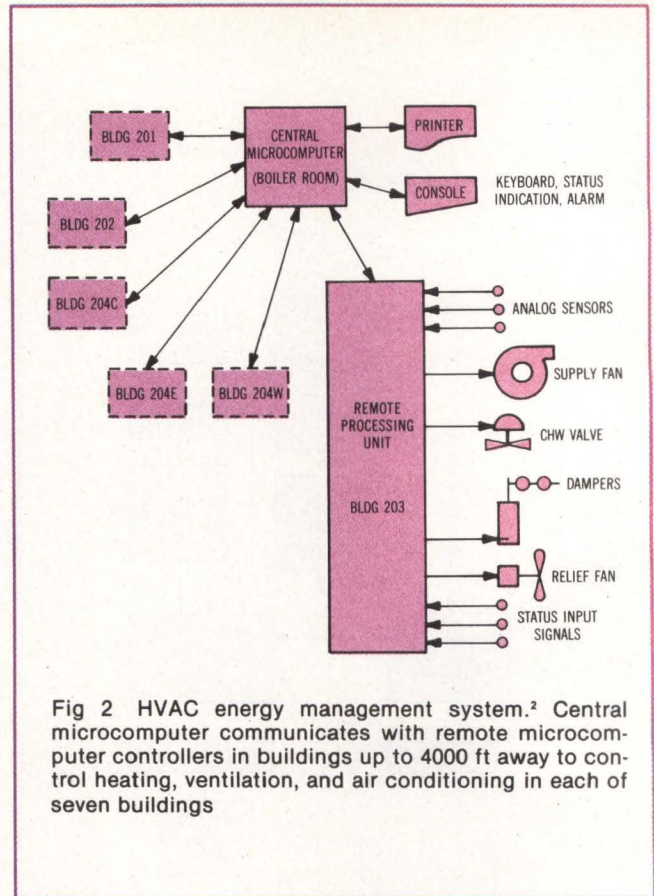 BLDG 201
CENTRAL
MICROCOMPUTER
(BOILER ROOM)
PRINTER
CONSOLE
KEYBOARD, STATUS
INDICATION, ALARM
BLDG 202
BLDG 204C
BLDG 204E
BLDG 204W
REMOTE
PROCESSING
UNIT
BLDG 203
ANALOG SENSORS
SUPPLY FAN
CHW VALVE
DAMPERS
RELIEF FAN
STATUS INPUT
SIGNALS
Fig 2 HVAC energy management system.² Central
microcomputer communicates with remote microcom-
puter controllers in buildings up to 4000 ft away to con-
trol heating, ventilation, and air conditioning in each of
seven buildings